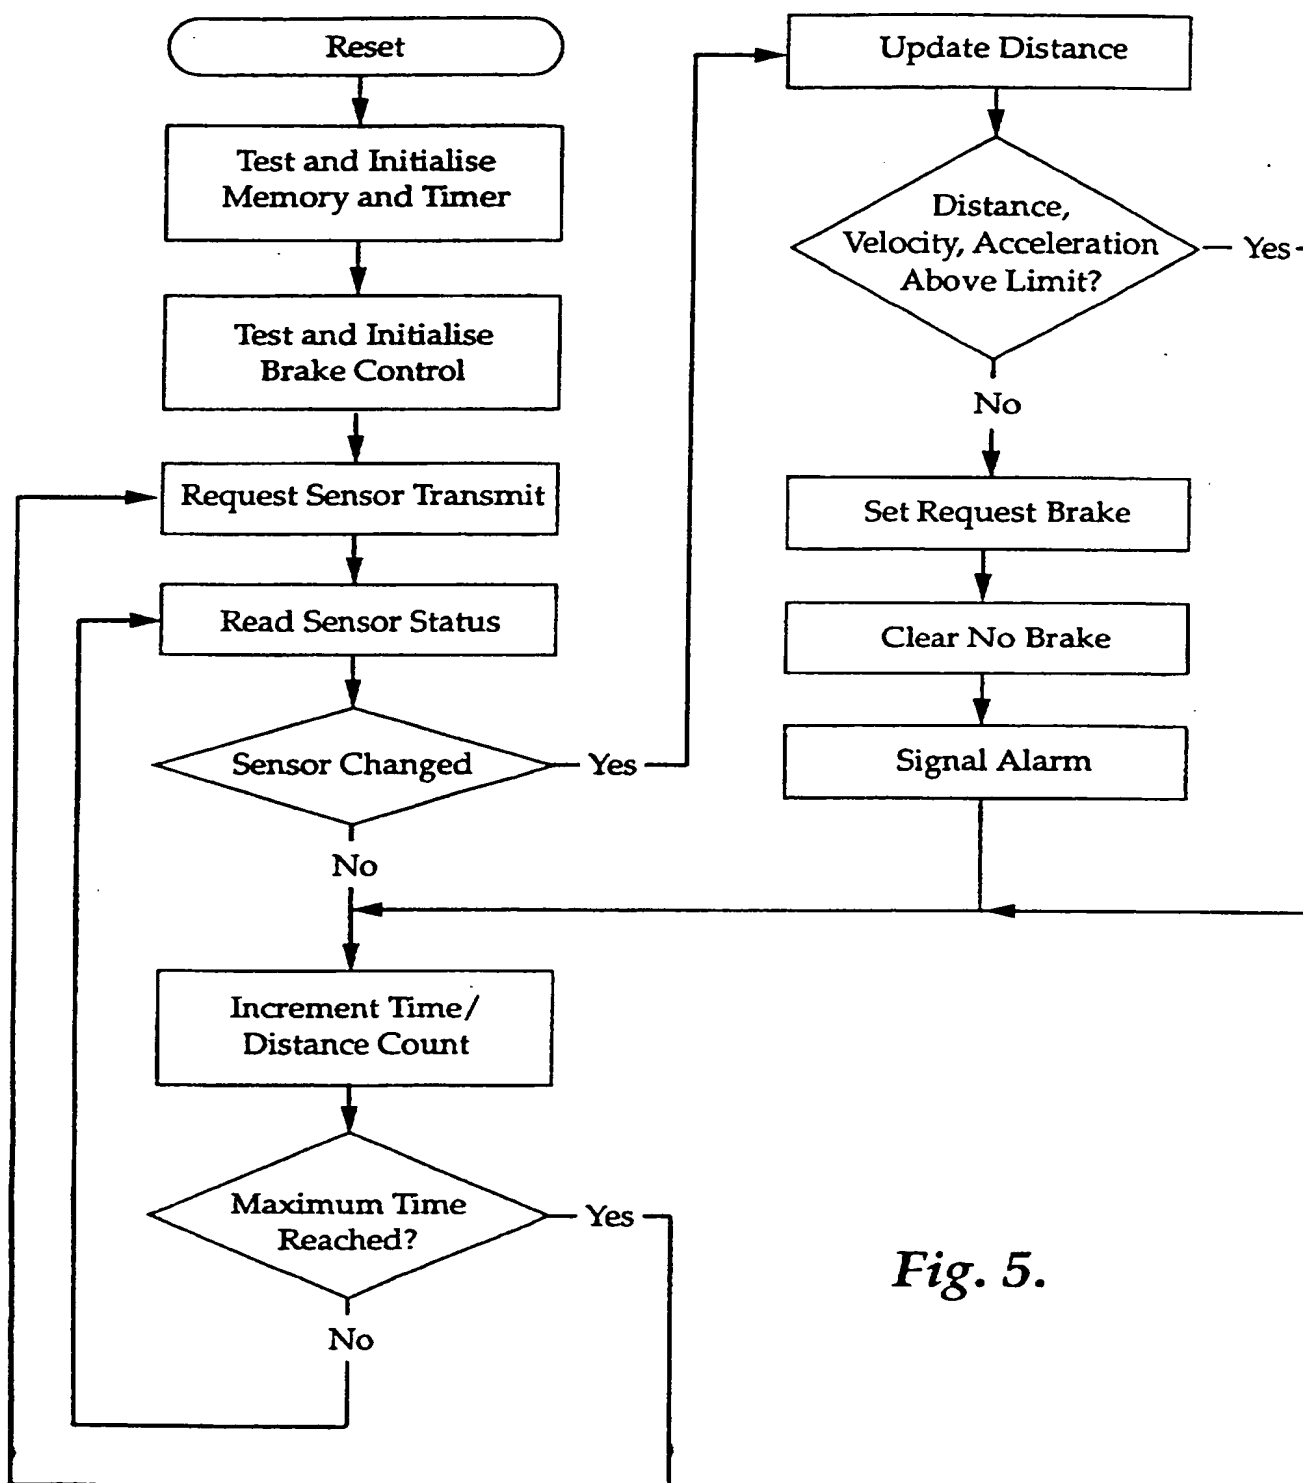 Reset
Test and Initialise
Memory and Timer
Test and Initialise
Brake Control
Request Sensor Transmit
Read Sensor Status
Sensor Changed
Yes
No
Increment Time/
Distance Count
Maximum Time
Reached?
Yes
No
Update Distance
Distance,
Velocity, Acceleration
Above Limit?
Yes
No
Set Request Brake
Clear No Brake
Signal Alarm
Fig. 5.